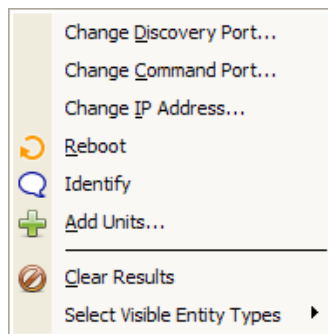 Change Discovery Port...
Change Command Port...
Change IP Address...
Reboot
Identify
Add Units...
Clear Results
Select Visible Entity Types